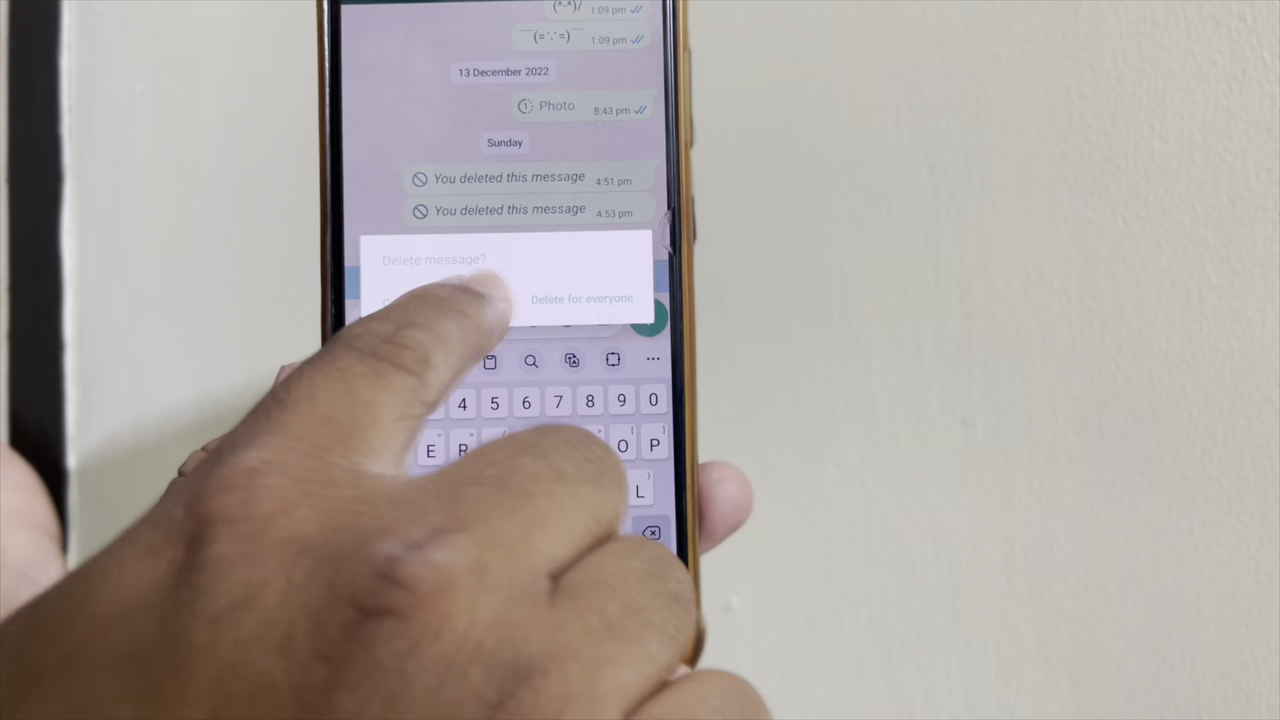 (^-^)/ 1:09 pm
¯¯(=∵=)¯¯ 1:09 pm
13 December 2022
1 Photo 8:43 pm
Sunday
You deleted this message 4:51 pm
You deleted this message 4:53 pm
Delete message?
Delete for everyone
4 5 6 7 8 9 0
E R O P
L